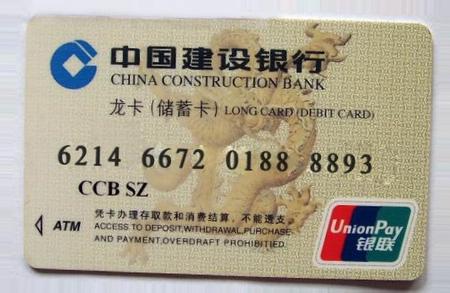 中国建设银行
CHINA CONSTRUCTION BANK
龙卡(储蓄卡) LONG CARD (DEBIT CARD)
6214 6672 0188 8893
CCB SZ
凭卡办理存取款和消费结算,不能透支。
ATM ACCESS TO DEPOSIT,WITHDRAWAL,PURCHASE
AND PAYMENT,OVERDRAFT PROHIBITIED.
UnionPay
银联